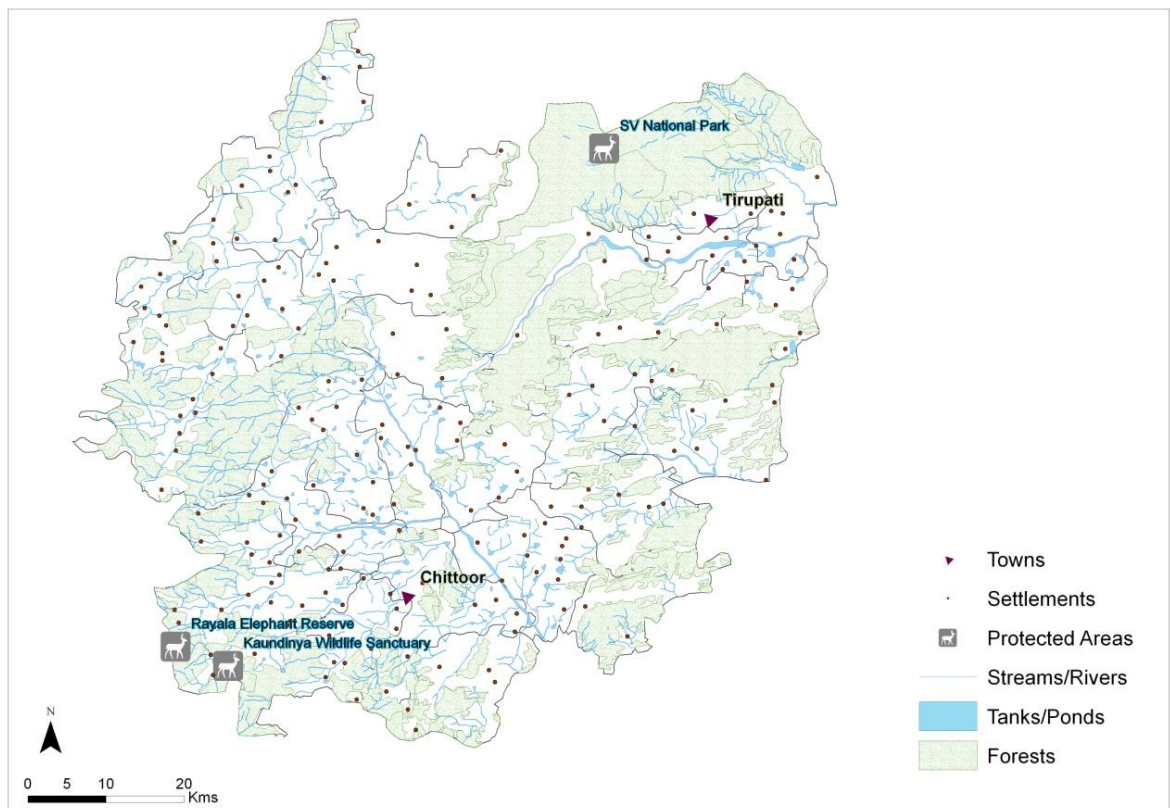 SV National Park
Tirupati
Chittoor
Rayala Elephant Reserve
Kaundinya Wildlife Sanctuary
Towns
Settlements
Protected Areas
Streams/Rivers
Tanks/Ponds
Forests
N
0 5 10 20
Kms